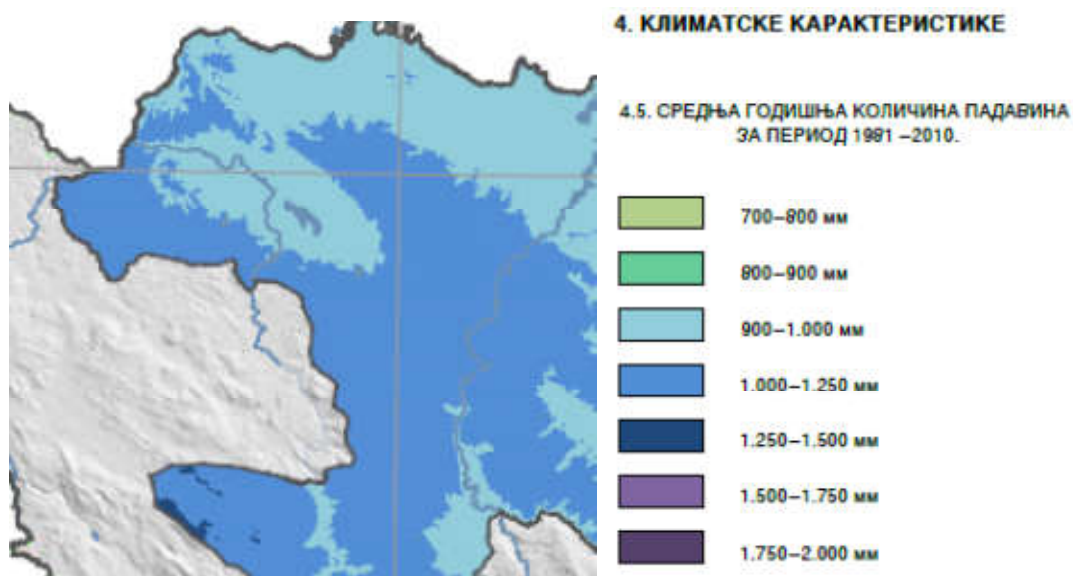 4. КЛИМАТСКЕ КАРАКТЕРИСТИКЕ
4.5. СРЕДЊА ГОДИШЊА КОЛИЧИНА ПАДАВИНА
ЗА ПЕРИОД 1981 –2010.
700–800 мм
800–900 мм
900–1.000 мм
1.000–1.250 мм
1.250–1.500 мм
1.500–1.750 мм
1.750–2.000 мм